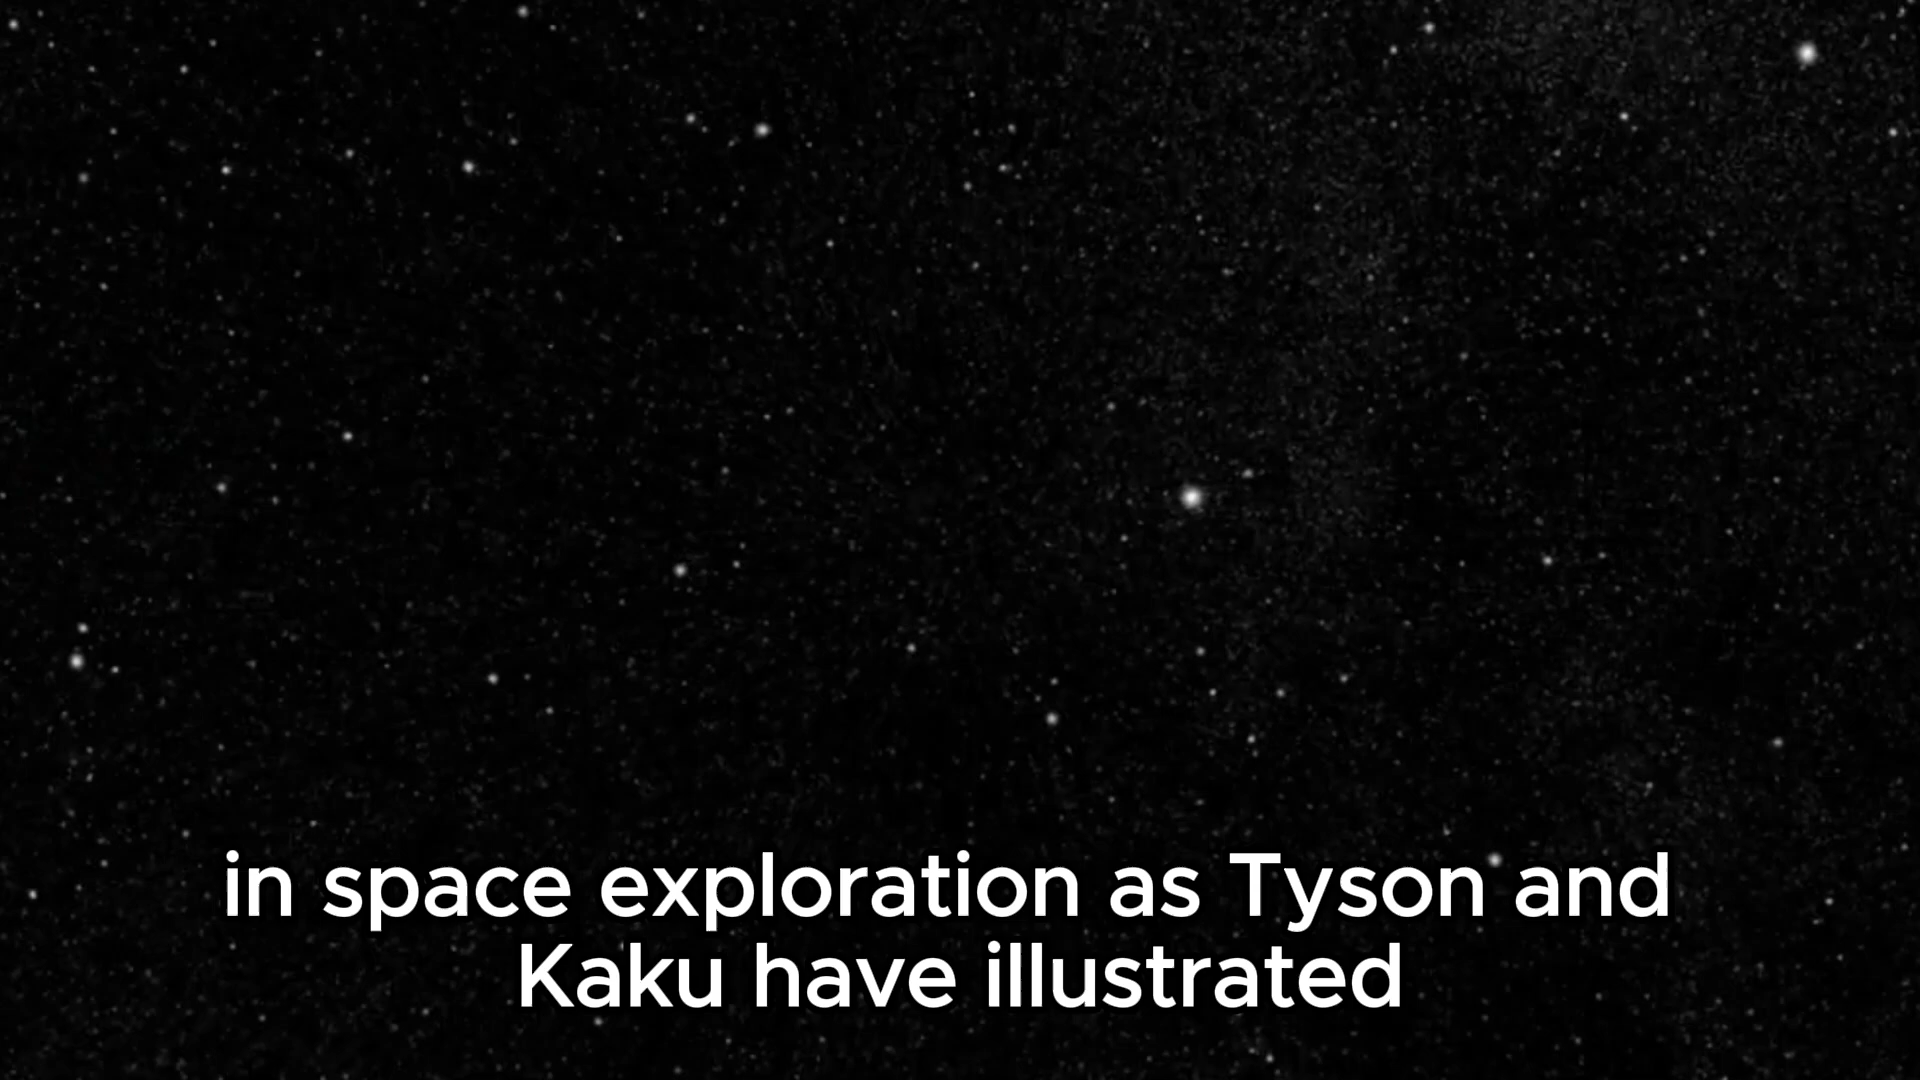 in space exploration as Tyson and
Kaku have illustrated